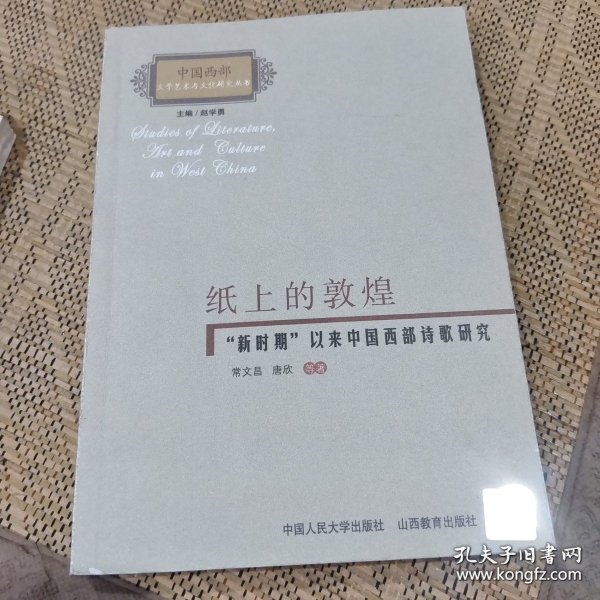 中国西部
文学艺术与文化研究丛书
主编/赵学勇
Studies of Literature,
Art and Culture
in West China
纸上的敦煌
“新时期”以来中国西部诗歌研究
常文昌 唐欣 等著
中国人民大学出版社 山西教育出版社
孔夫子旧书网
www.kongfz.com